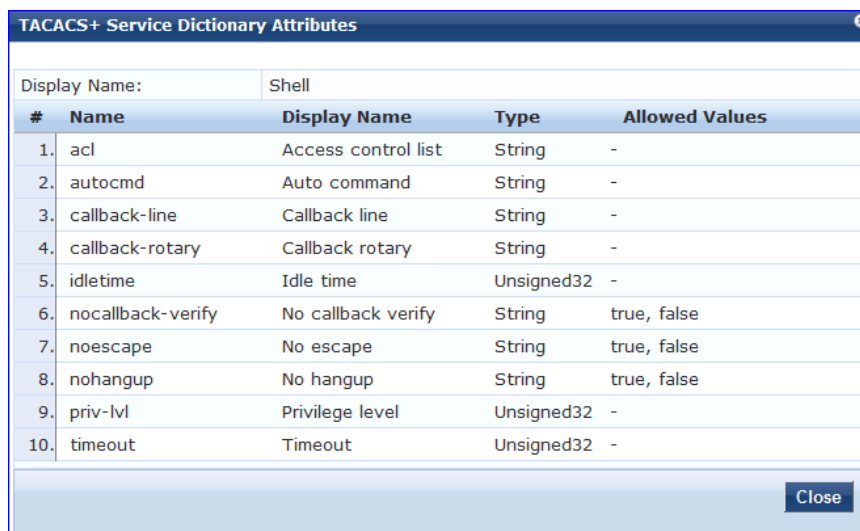 TACACS+ Service Dictionary Attributes
Display Name: Shell
# Name Display Name Type Allowed Values
1. acl Access control list String -
2. autocmd Auto command String -
3. callback-line Callback line String -
4. callback-rotary Callback rotary String -
5. idletime Idle time Unsigned32 -
6. nocallback-verify No callback verify String true, false
7. noescape No escape String true, false
8. nohangup No hangup String true, false
9. priv-lvl Privilege level Unsigned32 -
10. timeout Timeout Unsigned32 -
Close